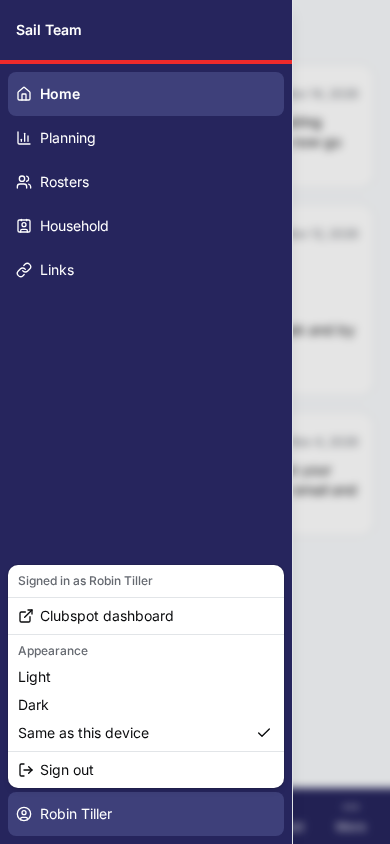 Sail Team
Home
Planning
Rosters
Household
Links
Signed in as Robin Tiller
Clubspot dashboard
Appearance
Light
Dark
Same as this device
Sign out
Robin Tiller